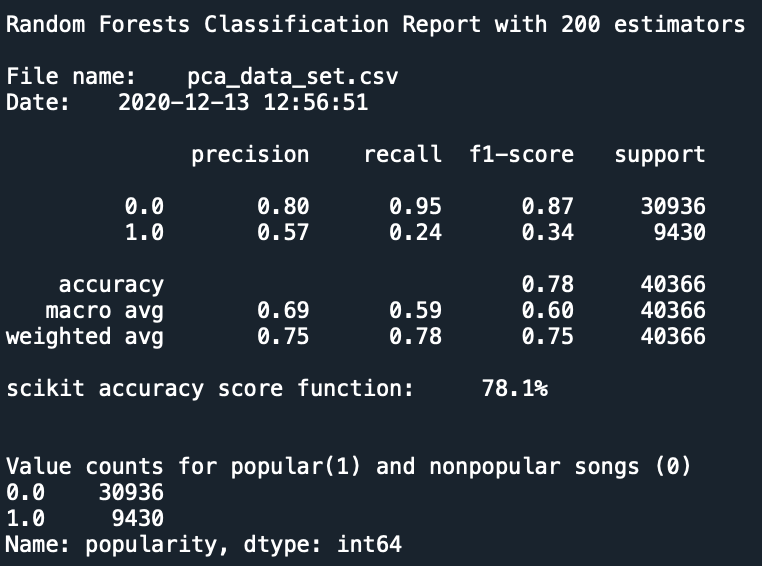 Random Forests Classification Report with 200 estimators
File name:    pca_data_set.csv
Date:    2020-12-13 12:56:51
              precision    recall  f1-score   support
         0.0       0.80      0.95      0.87     30936
         1.0       0.57      0.24      0.34      9430
    accuracy                           0.78     40366
   macro avg       0.69      0.59      0.60     40366
weighted avg       0.75      0.78      0.75     40366
scikit accuracy score function:     78.1%
Value counts for popular(1) and nonpopular songs (0)
0.0    30936
1.0     9430
Name: popularity, dtype: int64